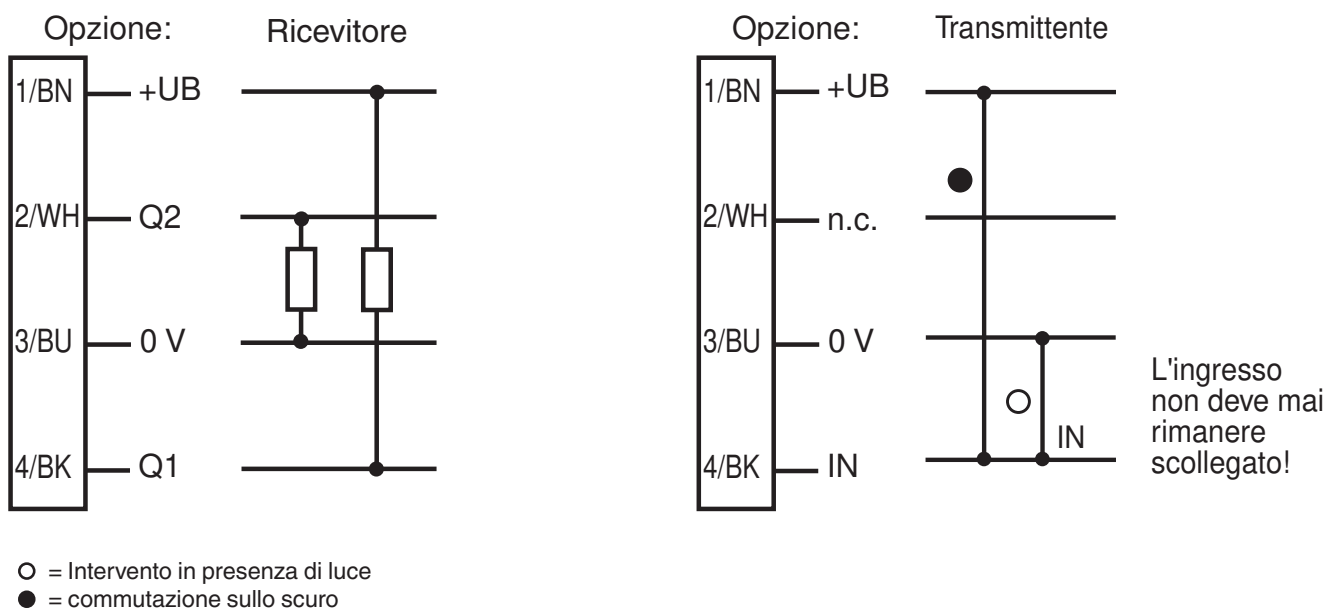 Opzione: Ricevitore
1/BN +UB
2/WH Q2
3/BU 0 V
4/BK Q1
Opzione: Transmittente
1/BN +UB
2/WH n.c.
3/BU 0 V
4/BK IN
IN
L'ingresso
non deve mai
rimanere
scollegato!
= Intervento in presenza di luce
= commutazione sullo scuro